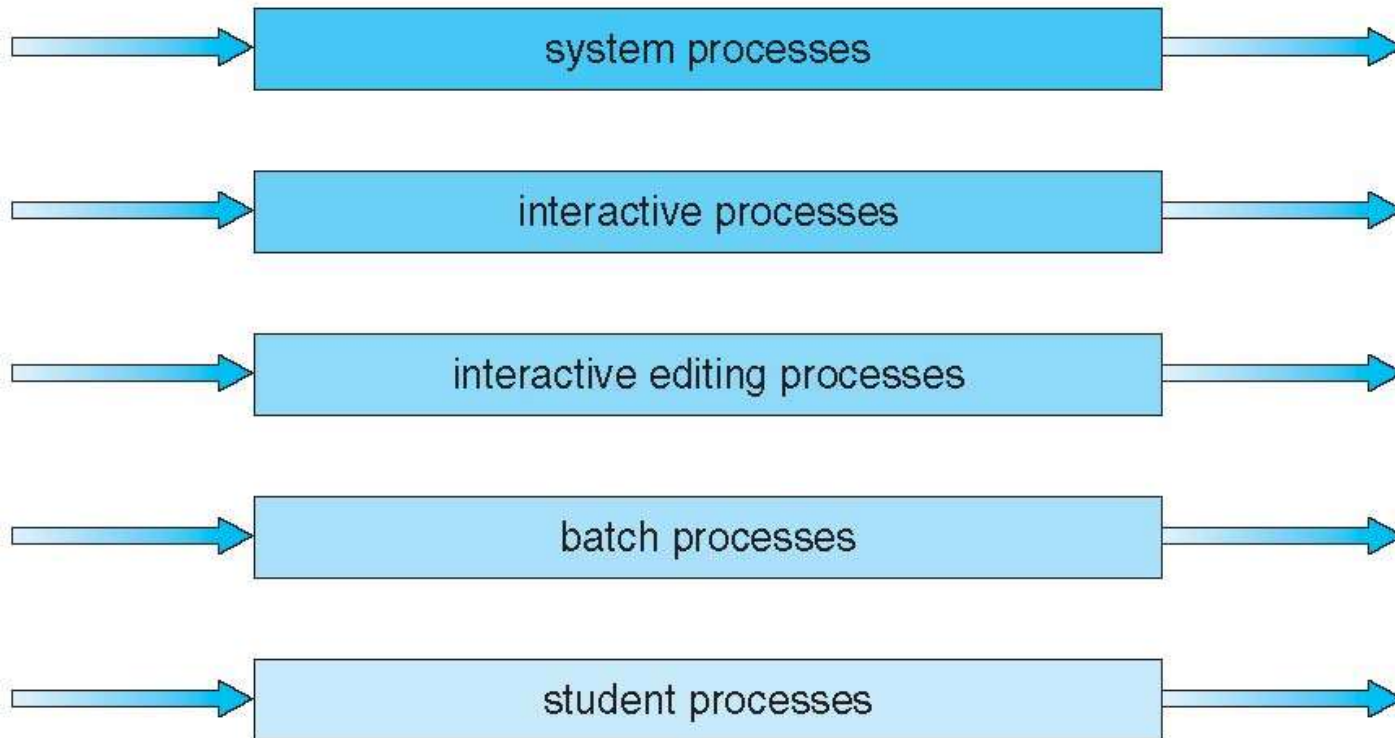 system processes
interactive processes
interactive editing processes
batch processes
student processes